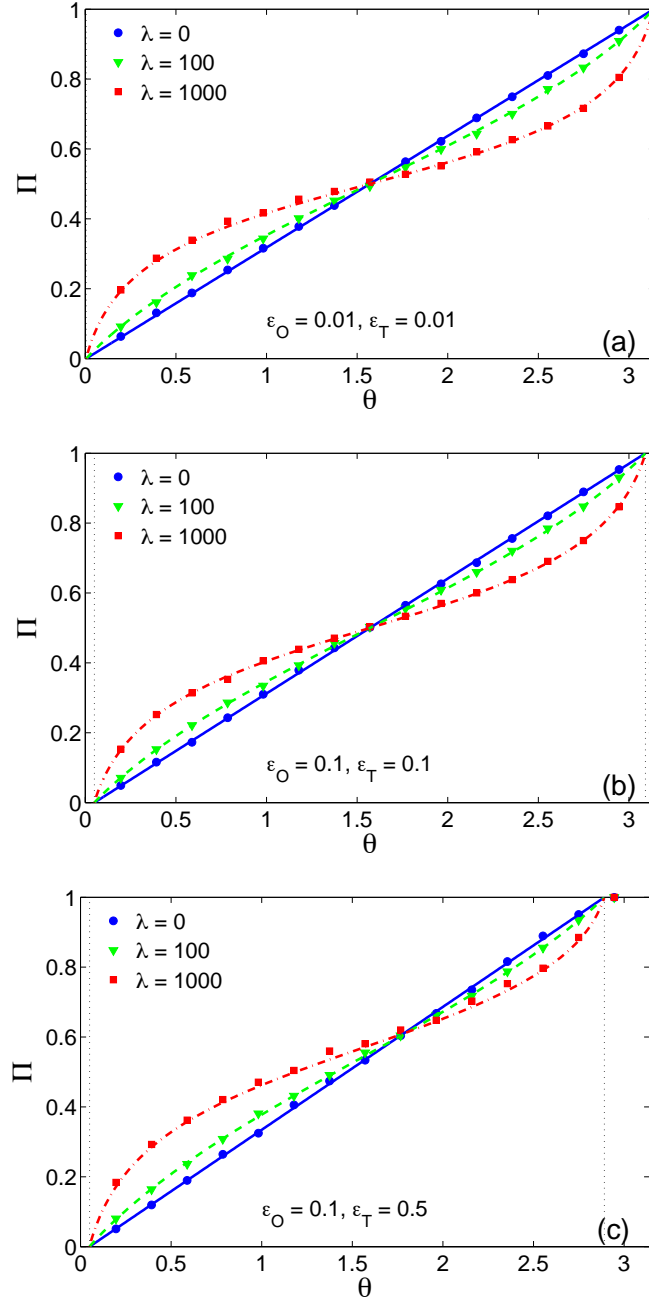 1
λ = 0
λ = 100
0.8
λ = 1000
0.6
Π
0.4
0.2
ε_O = 0.01, ε_T = 0.01
(a)
0
0 0.5 1 1.5 2 2.5 3
θ
1
λ = 0
λ = 100
0.8
λ = 1000
0.6
Π
0.4
0.2
ε_O = 0.1, ε_T = 0.1
(b)
0
0 0.5 1 1.5 2 2.5 3
θ
1
λ = 0
λ = 100
0.8
λ = 1000
0.6
Π
0.4
0.2
ε_O = 0.1, ε_T = 0.5
(c)
0
0 0.5 1 1.5 2 2.5 3
θ